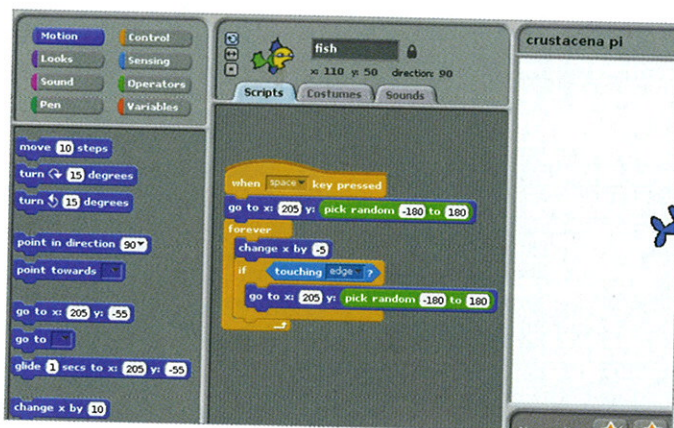 Motion Control
Looks Sensing
Sound Operators
Pen Variables
move 10 steps
turn 15 degrees
turn 15 degrees
point in direction 90
point towards
go to x: 205 y: -55
go to
glide 1 secs to x: 205 y: -55
change x by 10
fish
x: 110 y: 50 direction: 90
Scripts Costumes Sounds
when space key pressed
go to x: 205 y: pick random -180 to 180
forever
change x by -5
if touching edge ?
go to x: 205 y: pick random -180 to 180
crustacena pi